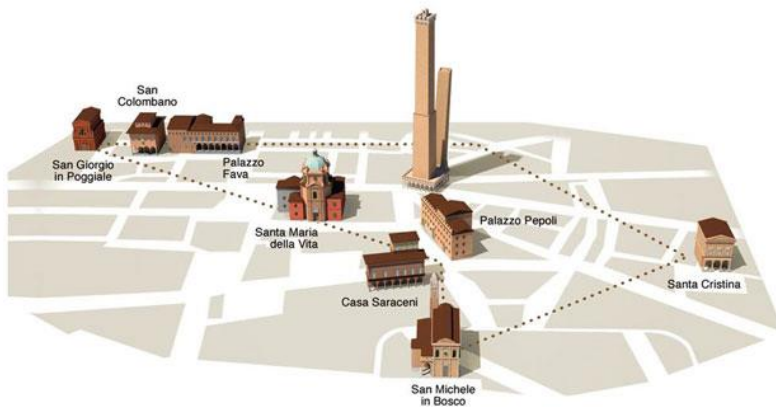 San
Colombano
San Giorgio
in Poggiale
Palazzo
Fava
Santa Maria
della Vita
Palazzo Pepoli
Casa Saraceni
Santa Cristina
San Michele
in Bosco